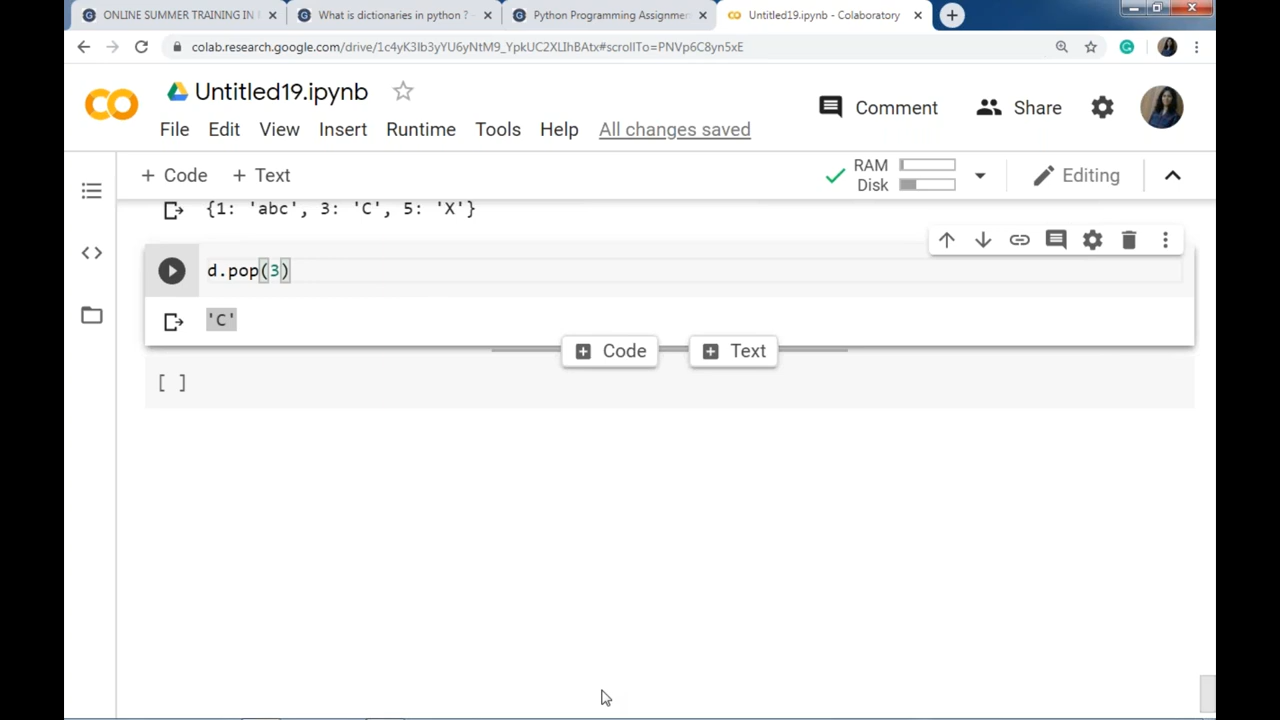 ONLINE SUMMER TRAINING IN
What is dictionaries in python ?
Python Programming Assignmen
Untitled19.ipynb - Colaboratory
colab.research.google.com/drive/1c4yK3Ib3yYU6yNtM9_YpkUC2XLIhBAtx#scrollTo=PNVp6C8yn5xE
CO
Untitled19.ipynb
Comment
Share
File Edit View Insert Runtime Tools Help All changes saved
+ Code + Text
RAM
Disk
Editing
{1: 'abc', 3: 'C', 5: 'X'}
d.pop(3)
'C'
Code
Text
[ ]